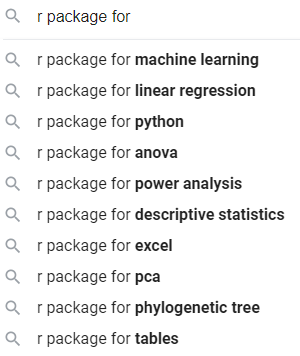 r package for
r package for machine learning
r package for linear regression
r package for python
r package for anova
r package for power analysis
r package for descriptive statistics
r package for excel
r package for pca
r package for phylogenetic tree
r package for tables